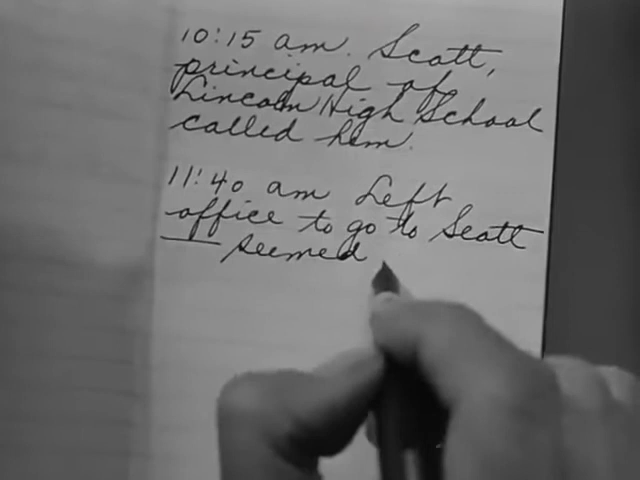 10:15 am. Scott,
principal of
Lincoln High School
called him.
11:40 am Left
office to go to Scott
— seemed